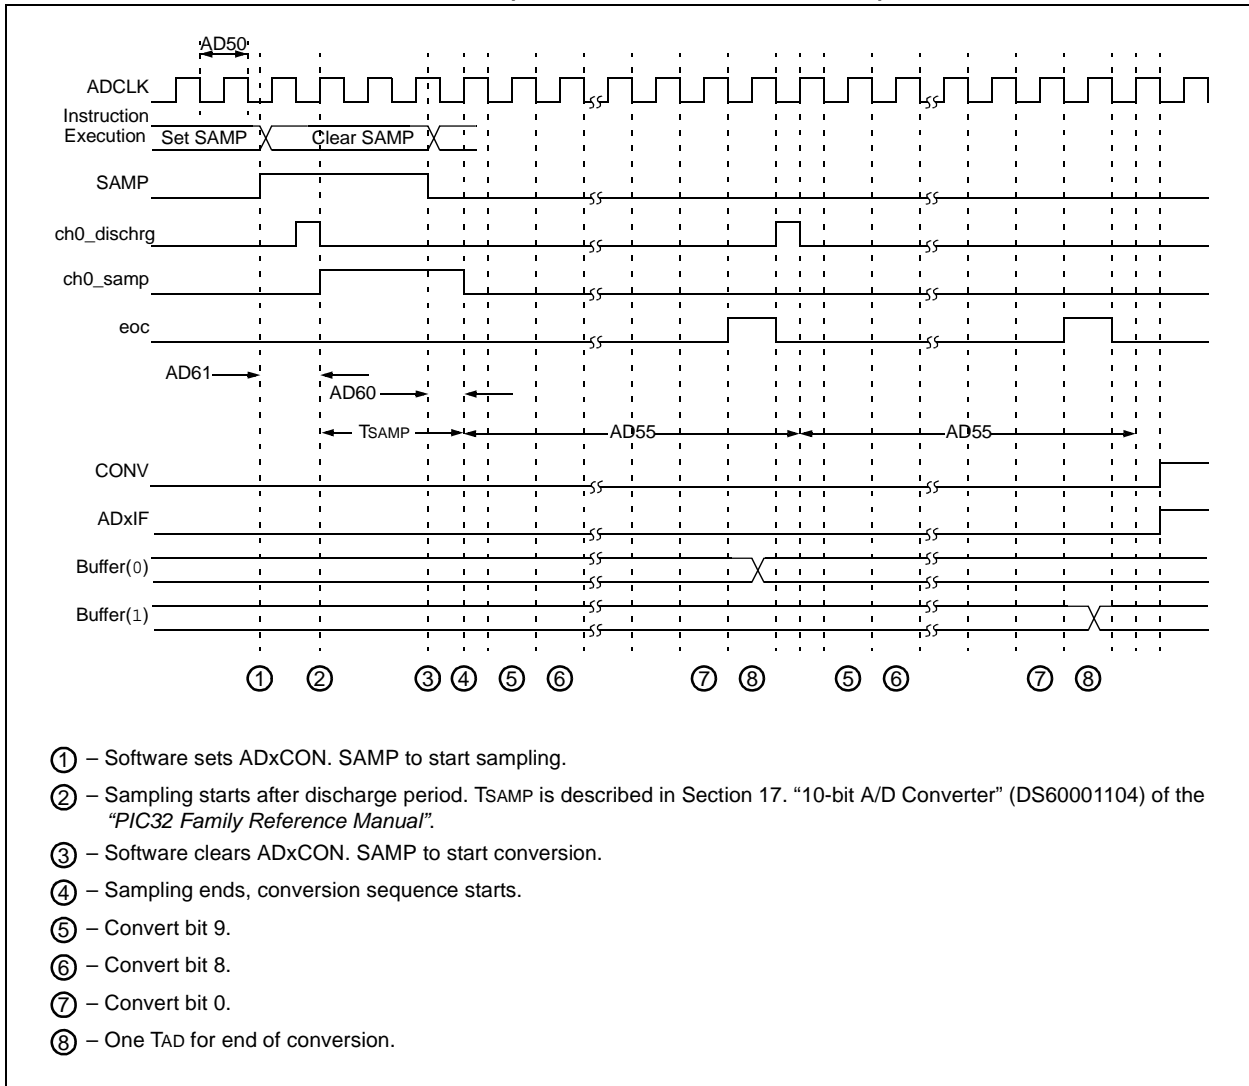 AD50
ADCLK
Instruction
Execution Set SAMP Clear SAMP
SAMP
ch0_dischrg
ch0_samp
eoc
AD61
AD60
TSAMP AD55 AD55
CONV
ADxIF
Buffer(0)
Buffer(1)
1 2 3 4 5 6 7 8 5 6 7 8
1 – Software sets ADxCON. SAMP to start sampling.
2 – Sampling starts after discharge period. TSAMP is described in Section 17. “10-bit A/D Converter” (DS60001104) of the
“PIC32 Family Reference Manual”.
3 – Software clears ADxCON. SAMP to start conversion.
4 – Sampling ends, conversion sequence starts.
5 – Convert bit 9.
6 – Convert bit 8.
7 – Convert bit 0.
8 – One TAD for end of conversion.